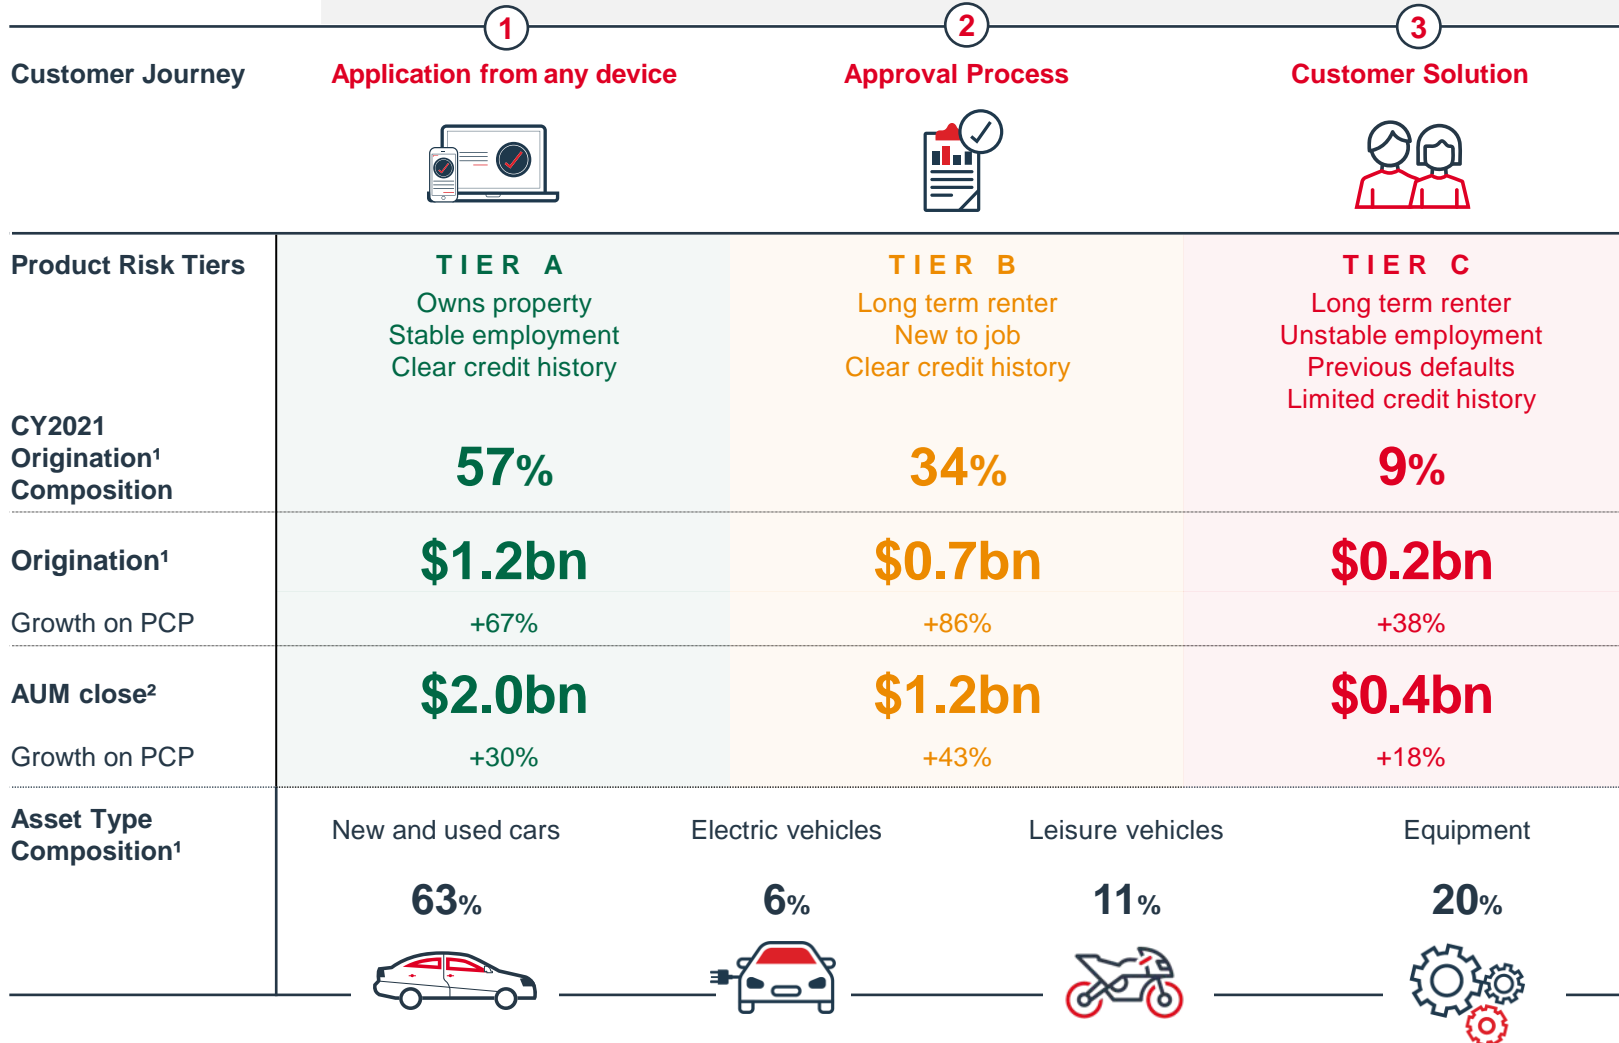 1 2 3
Customer Journey Application from any device Approval Process Customer Solution
Product Risk Tiers TIER A TIER B TIER C
Owns property Long term renter Long term renter
Stable employment New to job Unstable employment
Clear credit history Clear credit history Previous defaults
Limited credit history
CY2021
Origination¹ 57% 34% 9%
Composition
Origination¹ $1.2bn $0.7bn $0.2bn
Growth on PCP +67% +86% +38%
AUM close² $2.0bn $1.2bn $0.4bn
Growth on PCP +30% +43% +18%
Asset Type
Composition¹ New and used cars Electric vehicles Leisure vehicles Equipment
63% 6% 11% 20%